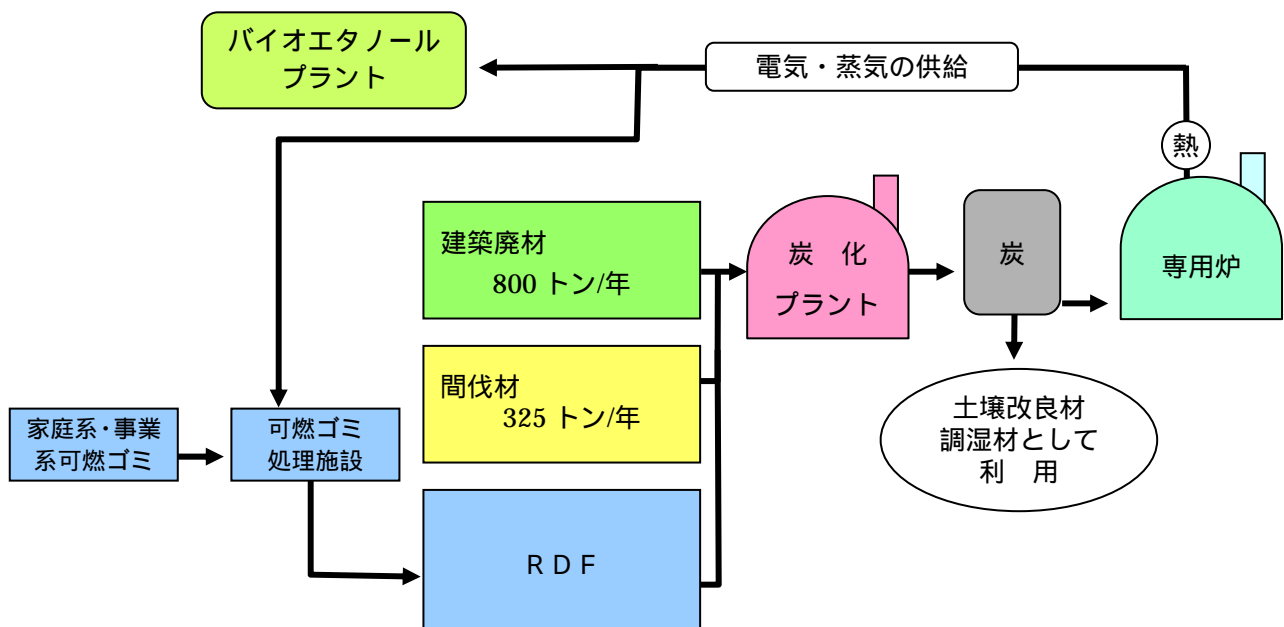 バイオエタノール
プラント
電気・蒸気の供給
熱
建築廃材
800 トン/年
炭　化
プラント
炭
専用炉
間伐材
325 トン/年
家庭系・事業
系可燃ゴミ
可燃ゴミ
処理施設
土壌改良材
調湿材として
利　用
ＲＤＦ